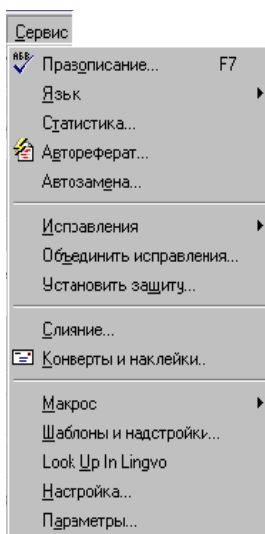 Сервис
АБВ
Правописание... F7
Язык
Статистика...
Автореферат...
Автозамена...
Исправления
Объединить исправления...
Установить защиту...
Слияние...
Конверты и наклейки..
Макрос
Шаблоны и надстройки...
Look Up In Lingvo
Настройка...
Параметры...